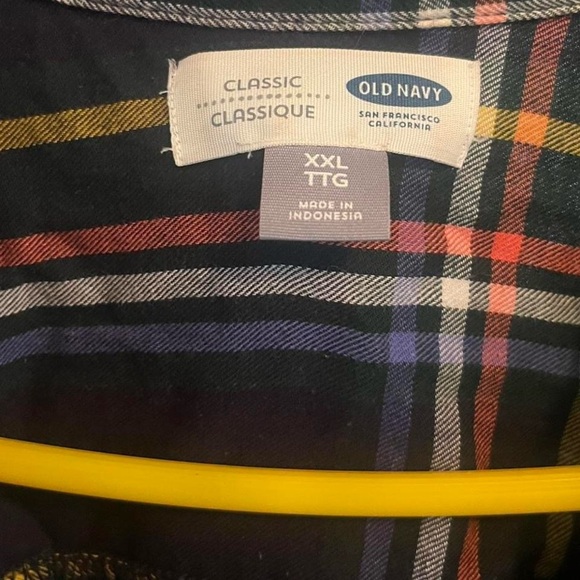 CLASSIC
CLASSIQUE
OLD NAVY
SAN FRANCISCO
CALIFORNIA
XXL
TTG
MADE IN
INDONESIA